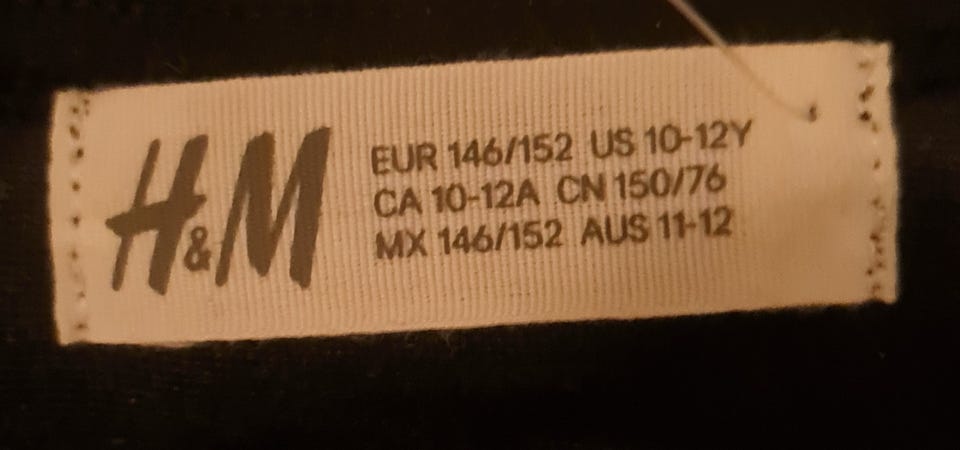 H&M
EUR 146/152 US 10-12Y
CA 10-12A CN 150/76
MX 146/152 AUS 11-12